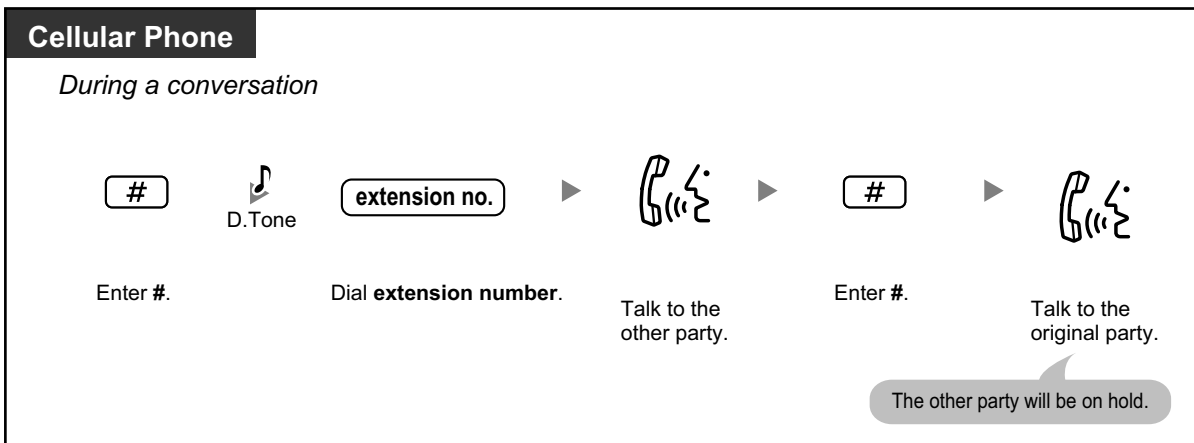 Cellular Phone
During a conversation
#
D.Tone
extension no.
#
Enter #.
Dial extension number.
Talk to the
other party.
Enter #.
Talk to the
original party.
The other party will be on hold.